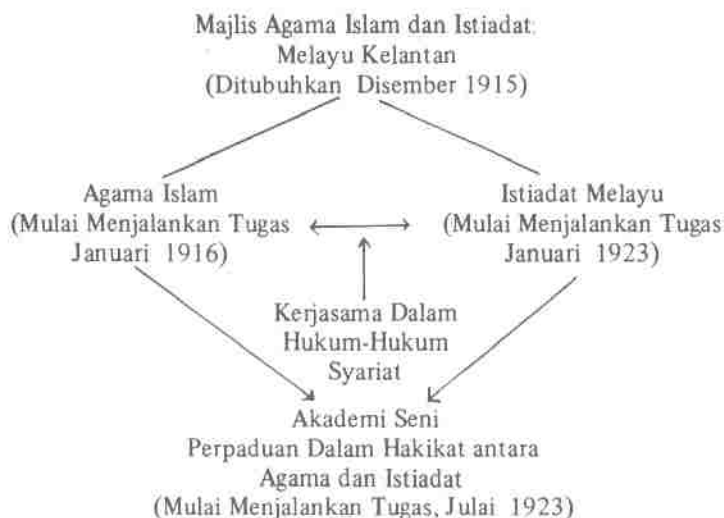 Majlis Agama Islam dan Istiadat
Melayu Kelantan
(Ditubuhkan Disember 1915)
Agama Islam
(Mulai Menjalankan Tugas
Januari 1916)
Istiadat Melayu
(Mulai Menjalankan Tugas
Januari 1923)
Kerjasama Dalam
Hukum-Hukum
Syariat
Akademi Seni
Perpaduan Dalam Hakikat antara
Agama dan Istiadat
(Mulai Menjalankan Tugas, Julai 1923)